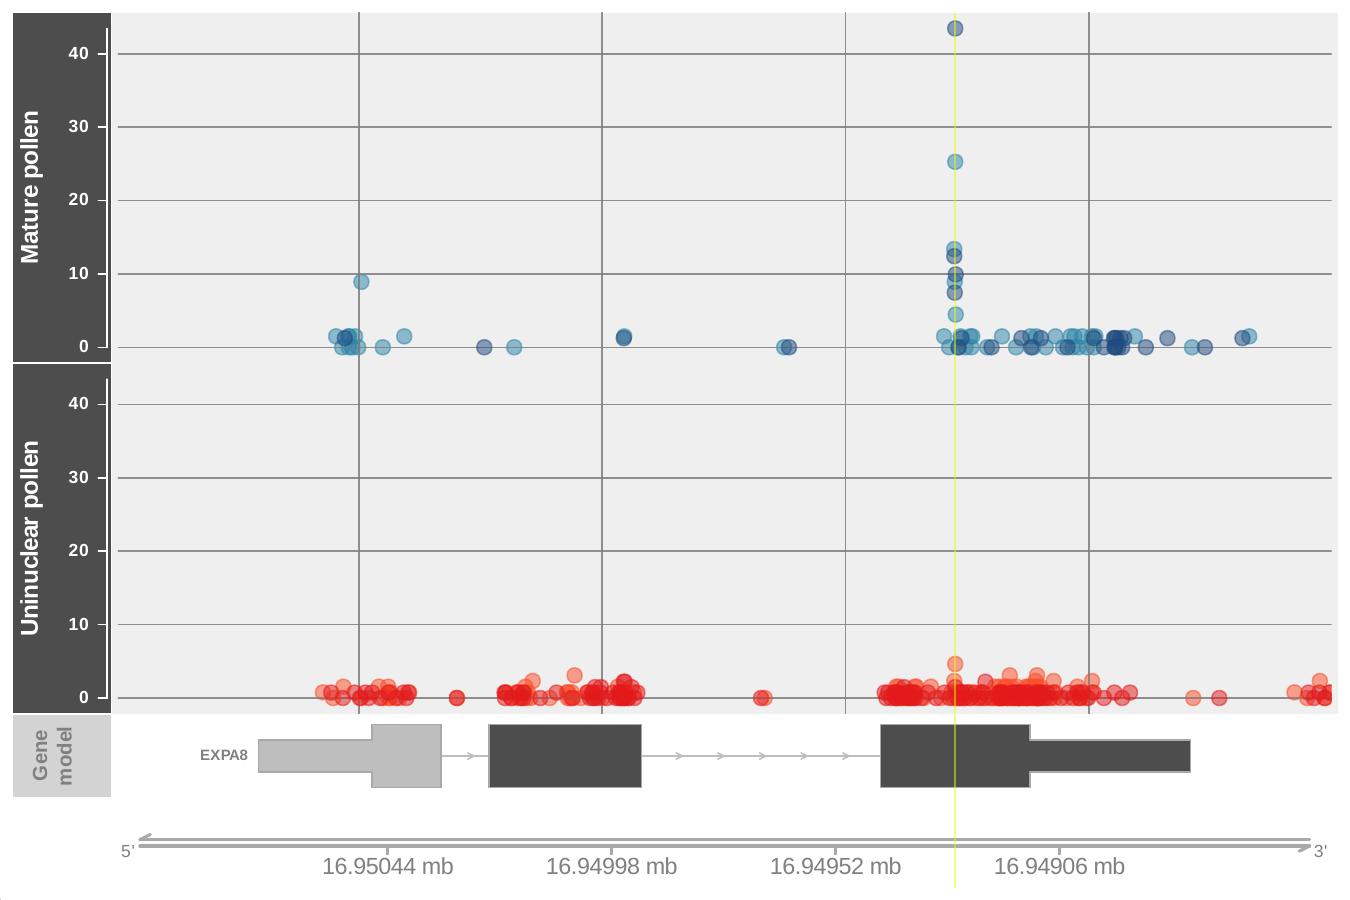 Mature pollen
40
30
20
10
0
Uninuclear pollen
40
30
20
10
0
Gene
model
EXPA8
5'
3'
16.95044 mb
16.94998 mb
16.94952 mb
16.94906 mb